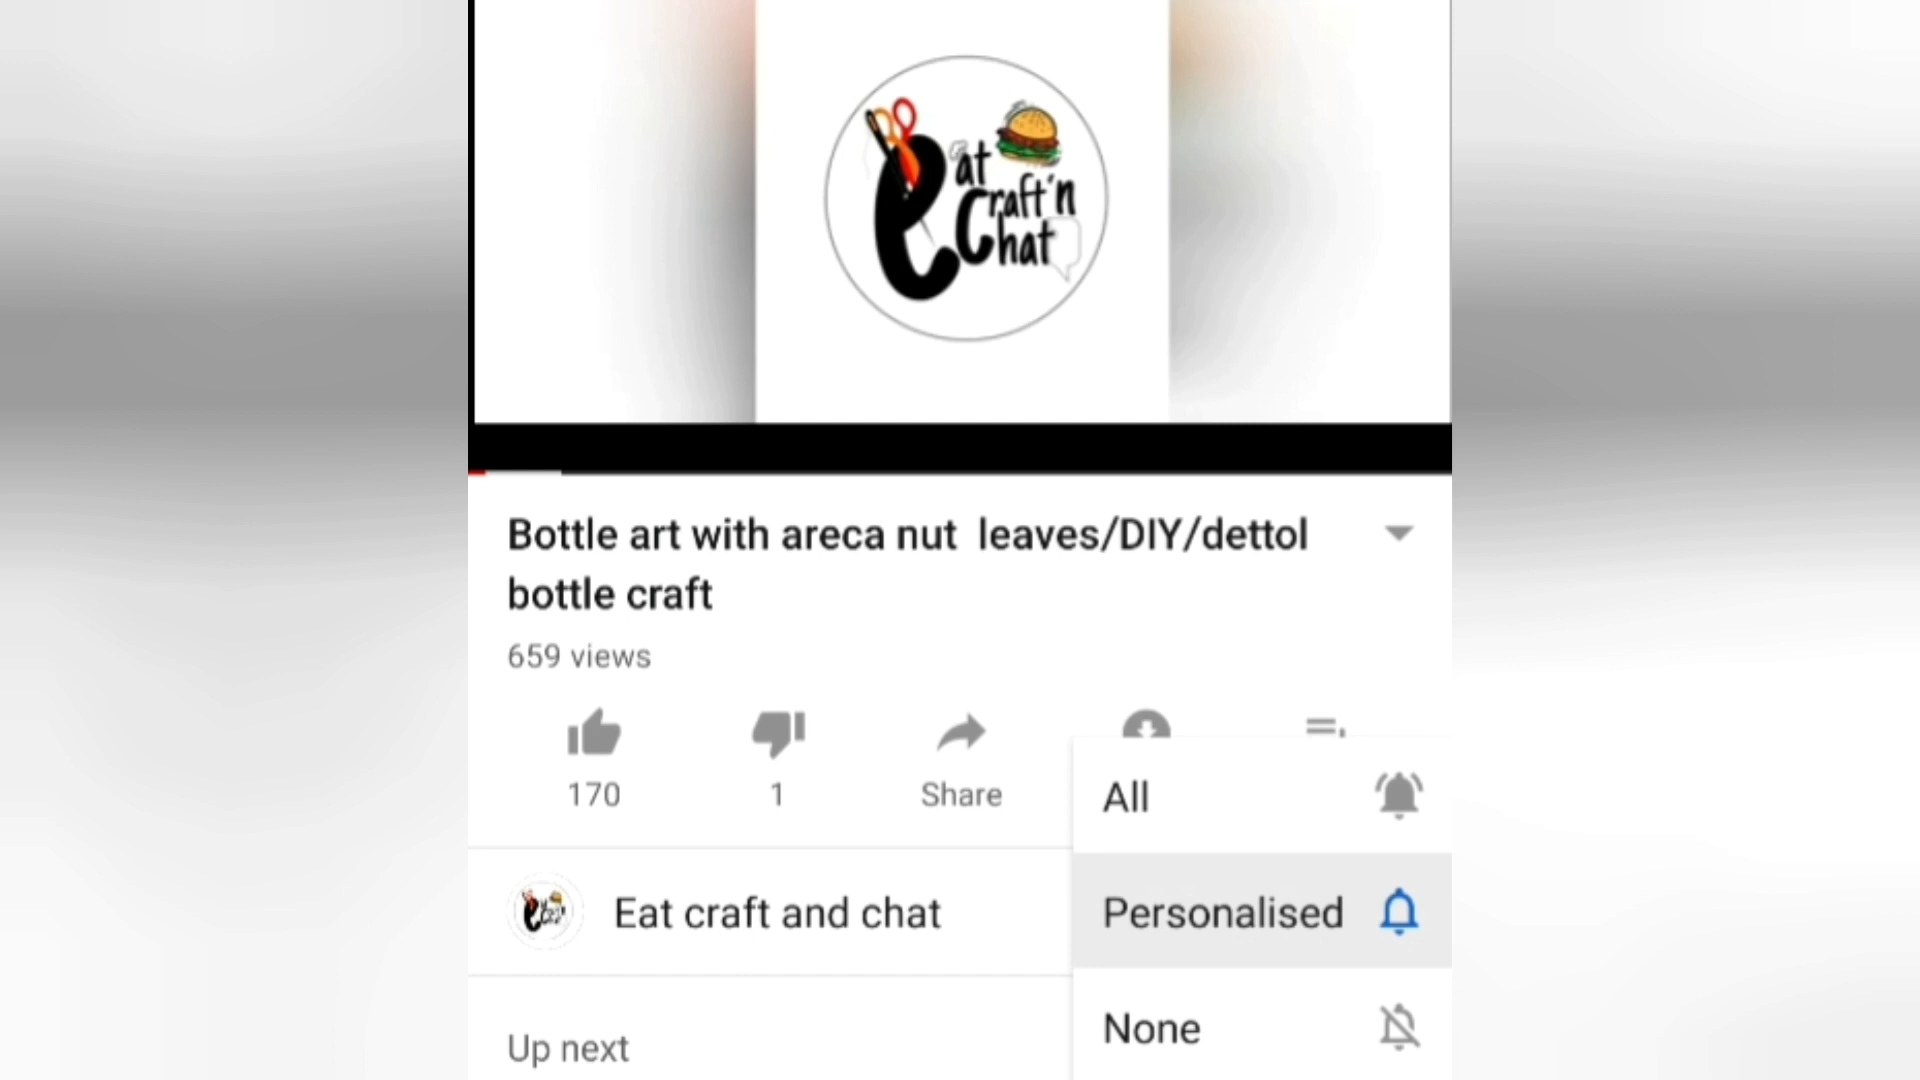 eat
Craft'n
Chat
Bottle art with areca nut leaves/DIY/dettol
bottle craft
659 views
170
1
Share
All
Eat craft and chat
Personalised
None
Up next